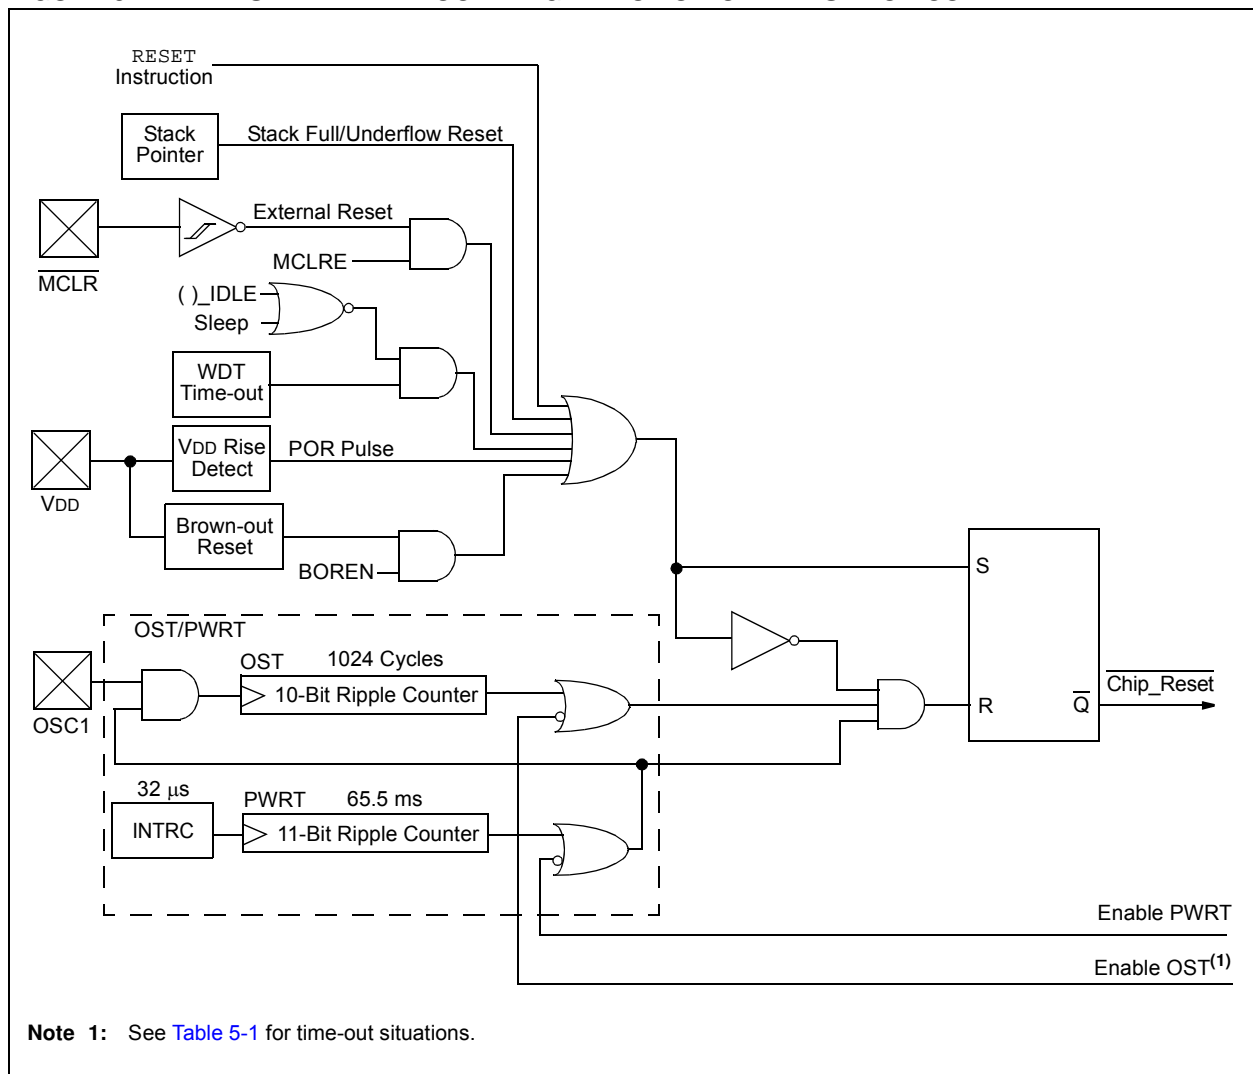 RESET
Instruction
Stack
Pointer
Stack Full/Underflow Reset
External Reset
MCLRE
MCLR
( )_IDLE
Sleep
WDT
Time-out
VDD Rise
Detect
POR Pulse
VDD
Brown-out
Reset
BOREN
S
OST/PWRT
OST
1024 Cycles
10-Bit Ripple Counter
OSC1
Chip_Reset
R
Q
32 μs
INTRC
PWRT
65.5 ms
11-Bit Ripple Counter
Enable PWRT
Enable OST(1)
Note 1: See Table 5-1 for time-out situations.